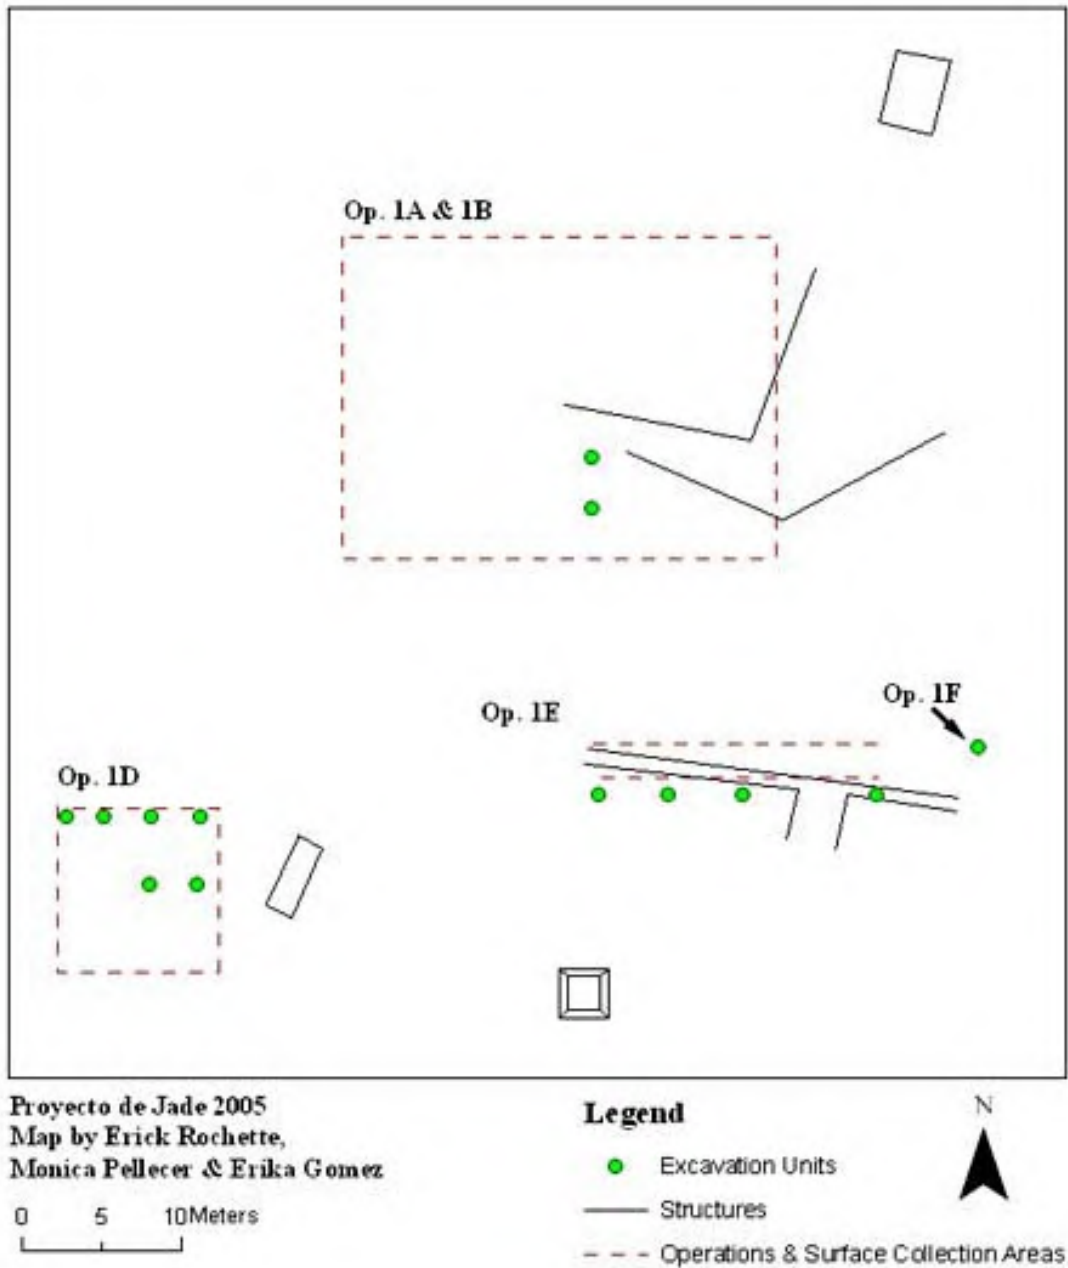 Op. 1A & 1B
Op. 1F
Op. 1E
Op. 1D
Proyecto de Jade 2005
Map by Erick Rochette,
Monica Pellecer & Erika Gomez
0 5 10Meters
Legend
Excavation Units
Structures
Operations & Surface Collection Areas
N